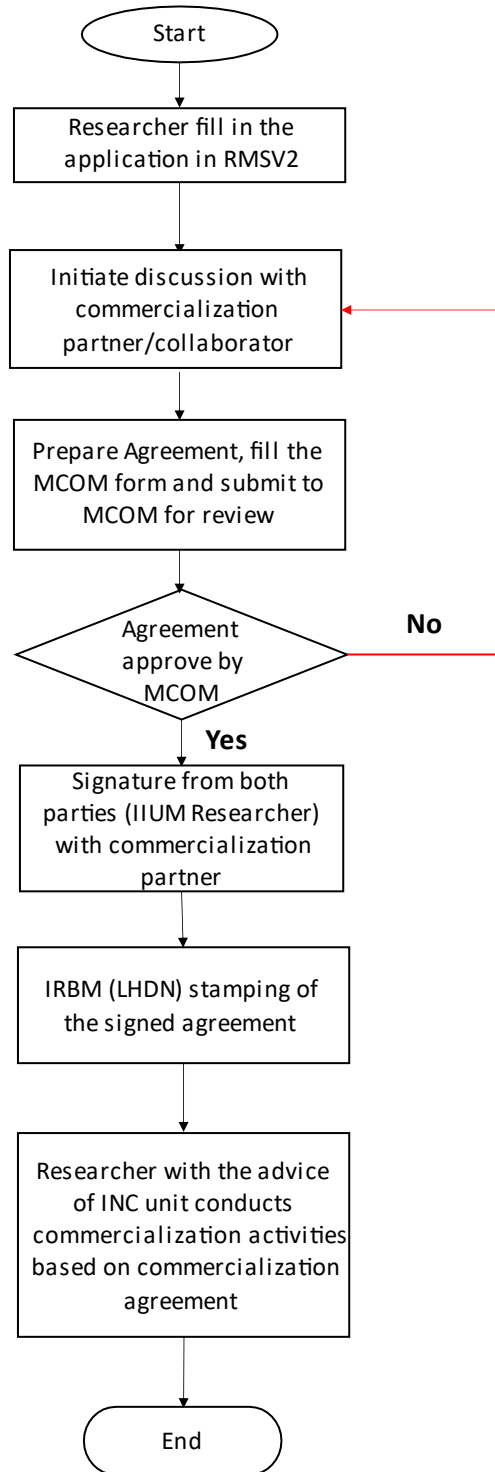 Start
Researcher fill in the
application in RMSV2
Initiate discussion with
commercialization
partner/collaborator
Prepare Agreement, fill the
MCOM form and submit to
MCOM for review
Agreement
approve by
MCOM
No
Yes
Signature from both
parties (IIUM Researcher)
with commercialization
partner
IRBM (LHDN) stamping of
the signed agreement
Researcher with the advice
of INC unit conducts
commercialization activities
based on commercialization
agreement
End